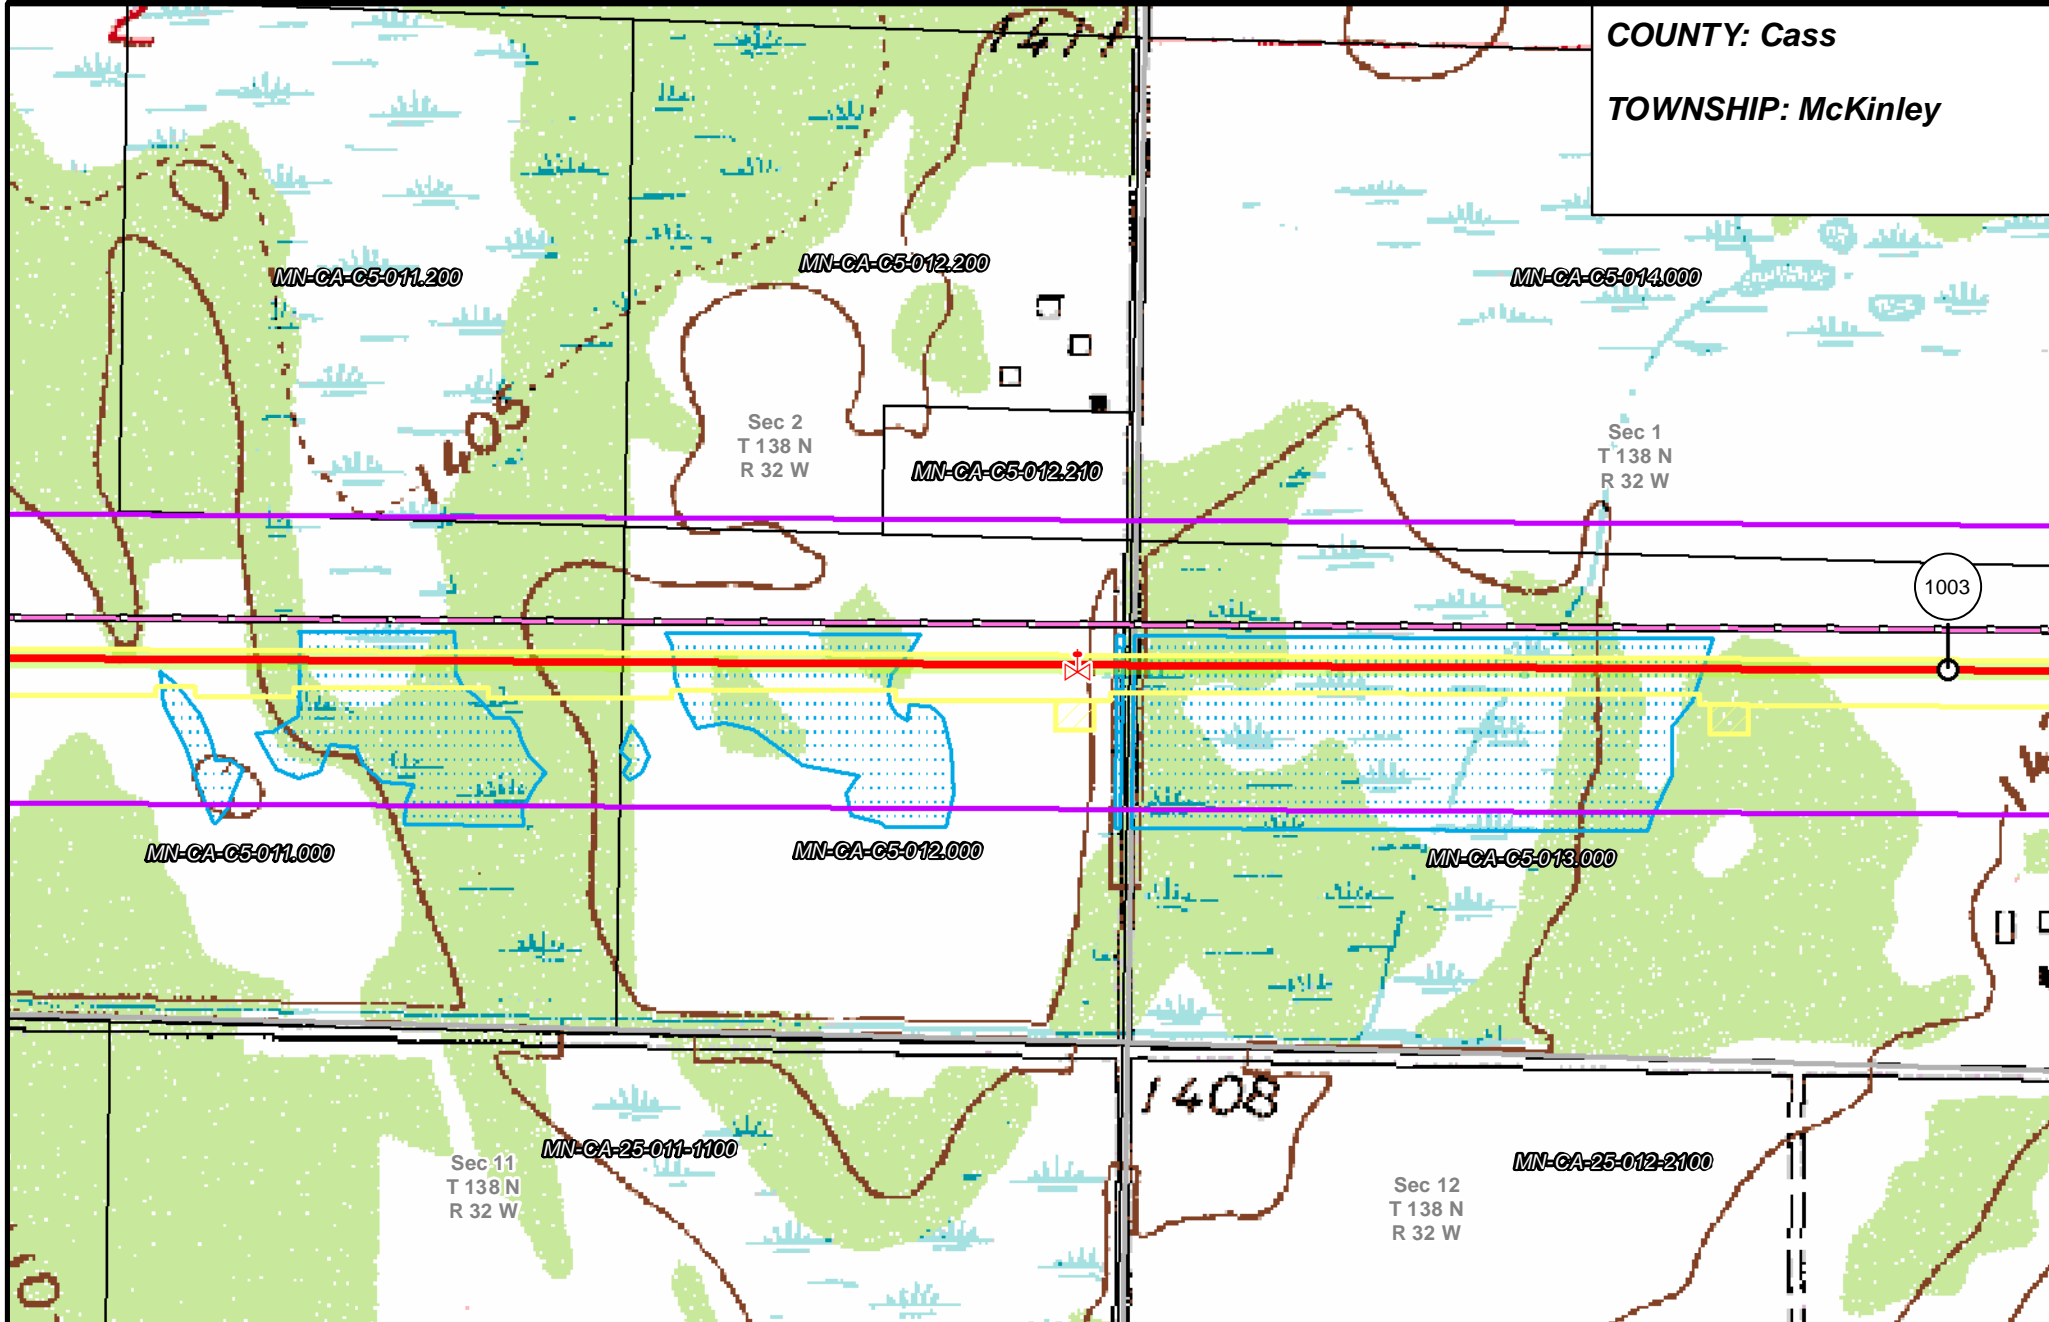 2
1411
COUNTY: Cass
TOWNSHIP: McKinley
MN-CA-C5-011.200
MN-CA-C5-012.200
MN-CA-C5-014.000
1405
Sec 2
T 138 N
R 32 W
MN-CA-C5-012.210
Sec 1
T 138 N
R 32 W
1003
MN-CA-C5-011.000
MN-CA-C5-012.000
MN-CA-C5-013.000
1408
MN-CA-25-011-1100
MN-CA-25-012-2100
Sec 11
T 138 N
R 32 W
Sec 12
T 138 N
R 32 W